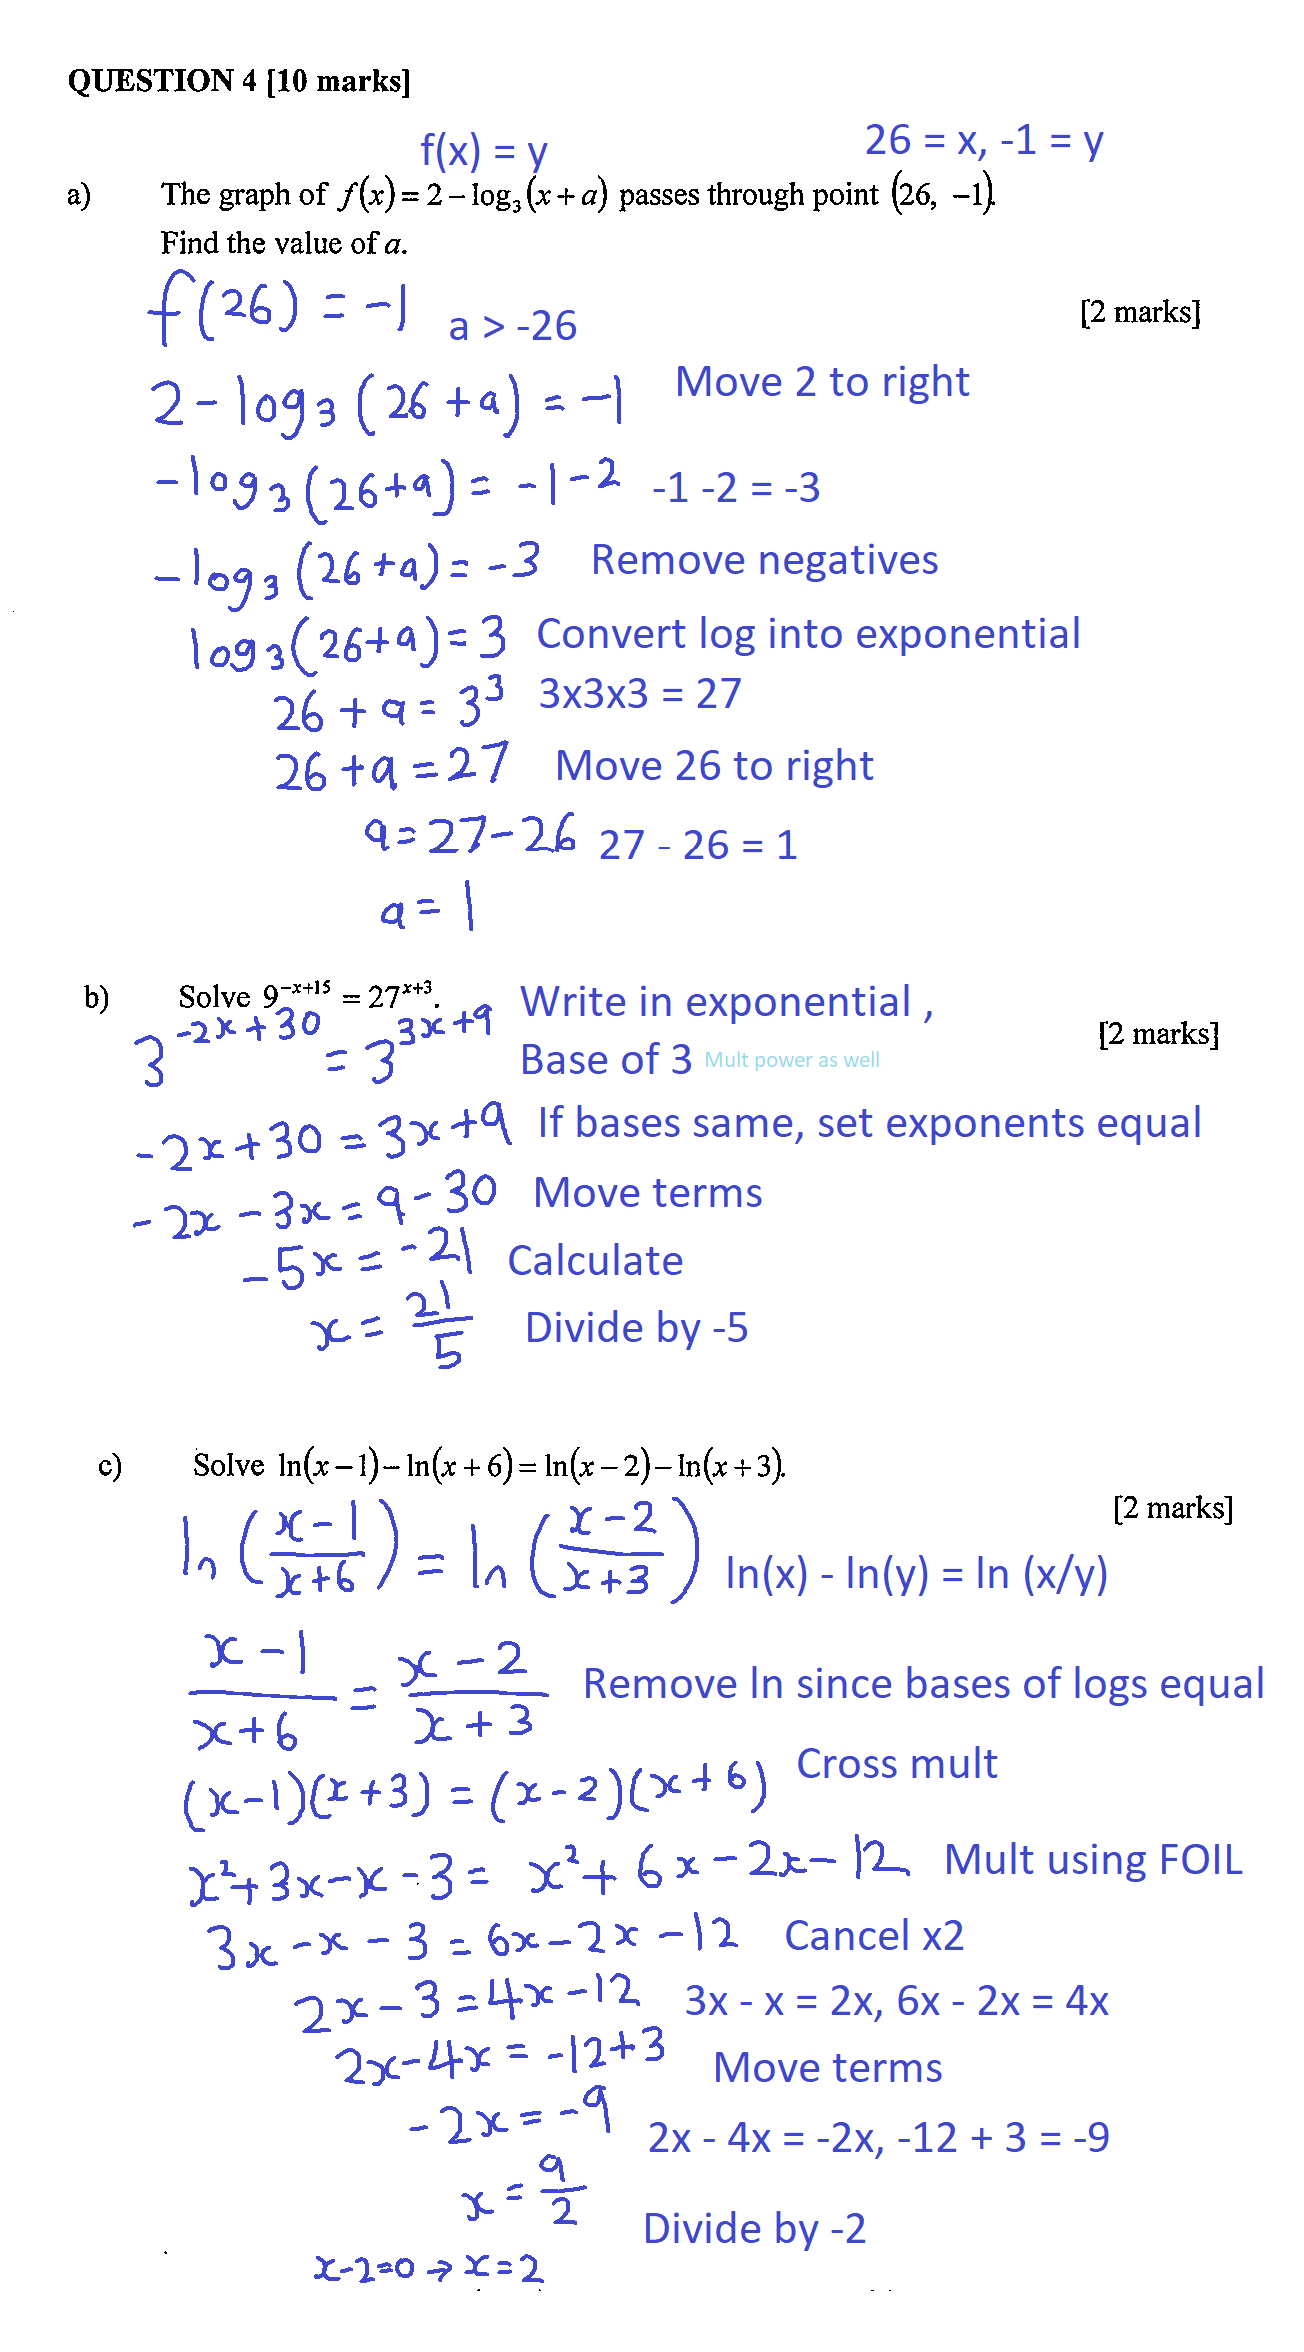 QUESTION 4 [10 marks]
f(x) = y
26 = x, -1 = y
a) The graph of f(x) = 2 – log₃(x + a) passes through point (26, –1).
Find the value of a.
[2 marks]
f(26) = -1
a > -26
2 - log₃(26 + a) = -1 Move 2 to right
-log₃(26+a) = -1-2 -1 -2 = -3
-log₃(26+a) = -3 Remove negatives
log₃(26+a) = 3 Convert log into exponential
26 + a = 3³ 3x3x3 = 27
26 + a = 27 Move 26 to right
a = 27-26 27 - 26 = 1
a = 1
b) Solve 9^(–x+15) = 27^(x+3).
[2 marks]
3^(-2x+30) = 3^(3x+9) Write in exponential ,
Base of 3 Mult power as well
-2x+30 = 3x+9 If bases same, set exponents equal
-2x - 3x = 9 - 30 Move terms
-5x = -21 Calculate
x = 21/5 Divide by -5
c) Solve ln(x – 1) – ln(x + 6) = ln(x – 2) – ln(x + 3).
[2 marks]
ln((x-1)/(x+6)) = ln((x-2)/(x+3)) ln(x) - ln(y) = ln (x/y)
(x-1)/(x+6) = (x-2)/(x+3) Remove ln since bases of logs equal
(x-1)(x+3) = (x-2)(x+6) Cross mult
x²+3x-x-3 = x²+6x-2x-12 Mult using FOIL
3x-x-3 = 6x-2x-12 Cancel x2
2x-3 = 4x-12 3x - x = 2x, 6x - 2x = 4x
2x-4x = -12+3 Move terms
-2x = -9 2x - 4x = -2x, -12 + 3 = -9
x = 9/2 Divide by -2
x-2=0 → x=2